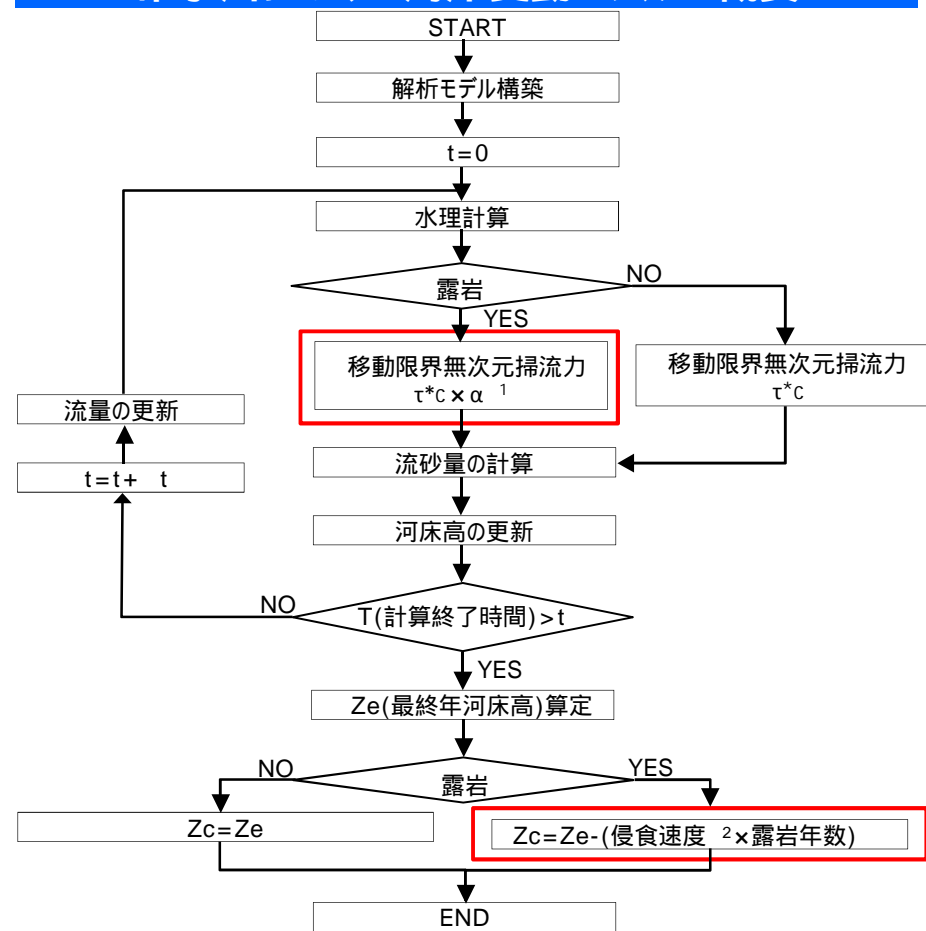 START
解析モデル構築
t=0
水理計算
露岩
NO
YES
移動限界無次元掃流力
τ*c×α 1
移動限界無次元掃流力
τ*c
流量の更新
流砂量の計算
t=t+ t
河床高の更新
NO
T(計算終了時間)>t
YES
Ze(最終年河床高)算定
NO
露岩
YES
Zc=Ze
Zc=Ze-(侵食速度 2×露岩年数)
END